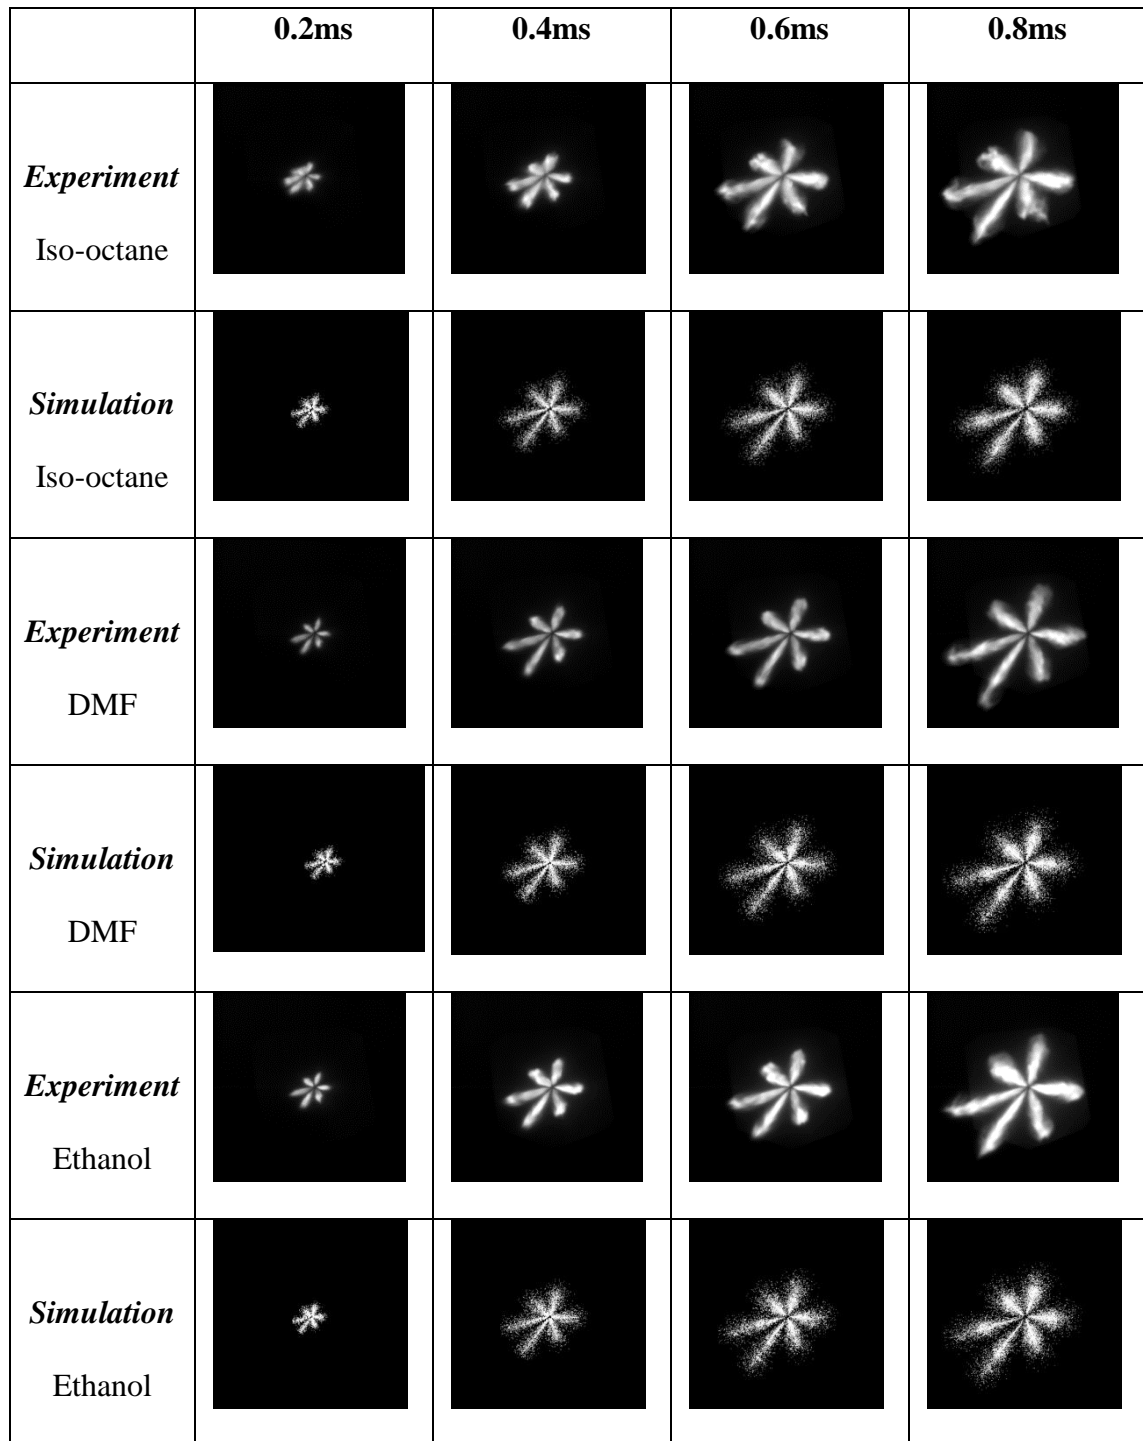 0.2ms 0.4ms 0.6ms 0.8ms
Experiment
Iso-octane
Simulation
Iso-octane
Experiment
DMF
Simulation
DMF
Experiment
Ethanol
Simulation
Ethanol